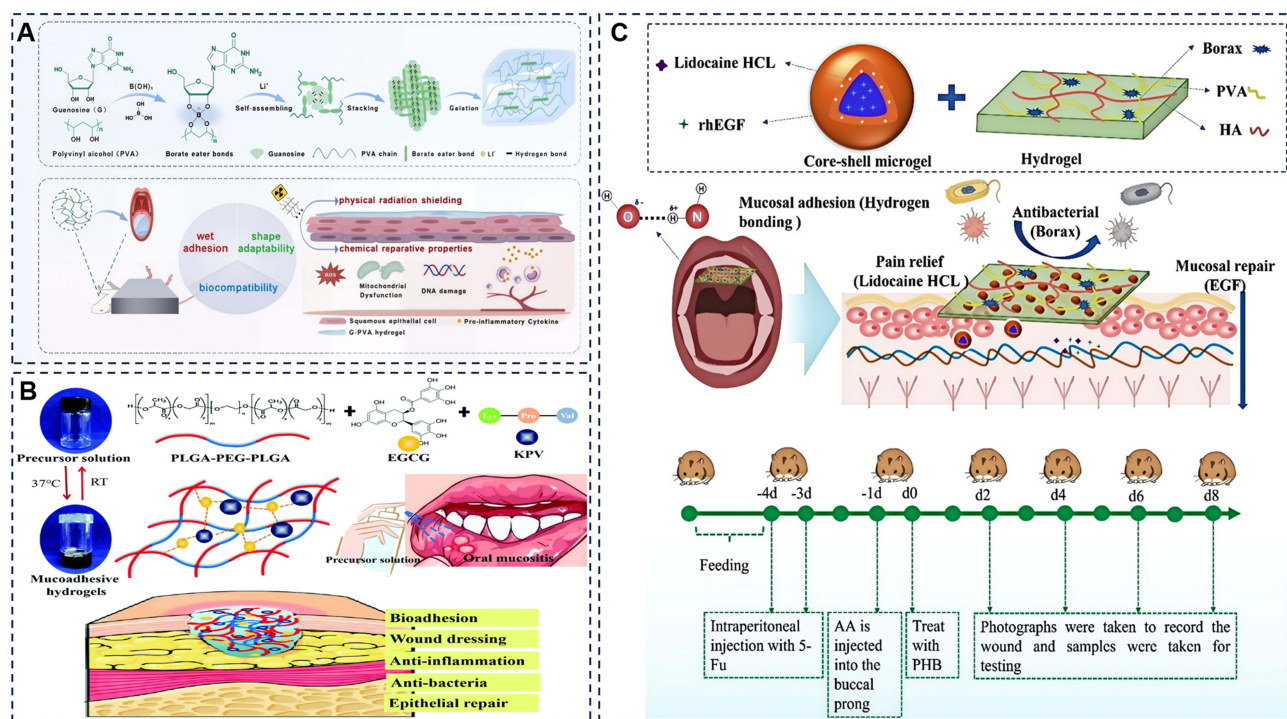 A
Guanosine (G)
Polyvinyl alcohol (PVA)
B(OH)₃
Borate eater bonds
Li⁺
Self-assembling
Stacking
Gelation
Guanosine
PVA chain
Borate eater bond
Li⁺
Hydrogen bond
wet adhesion
shape adaptability
biocompatibility
physical radiation shielding
chemical reparative properties
ROS
Mitochondrial
Dysfunction
DNA damage
Squamous epithelial cell
Pro-inflammatory Cytokine
G-PVA hydrogel
B
Precursor solution
37℃
RT
Mucoadhesive
hydrogels
PLGA-PEG-PLGA
+
EGCG
+
Lys
Pro
Val
KPV
Precursor solution
Oral mucositis
Bioadhesion
Wound dressing
Anti-inflammation
Anti-bacteria
Epithelial repair
C
Lidocaine HCL
rhEGF
Core-shell microgel
Hydrogel
Borax
PVA
HA
H
O
δ-
δ+
H
N
H
Mucosal adhesion (Hydrogen
bonding )
Antibacterial
(Borax)
Pain relief
(Lidocaine HCL)
Mucosal repair
(EGF)
-4d
-3d
-1d
d0
d2
d4
d6
d8
Feeding
Intraperitoneal
injection with 5-
Fu
AA is
injected
into the
buccal
prong
Treat
with
PHB
Photographs were taken to record the
wound and samples were taken for
testing